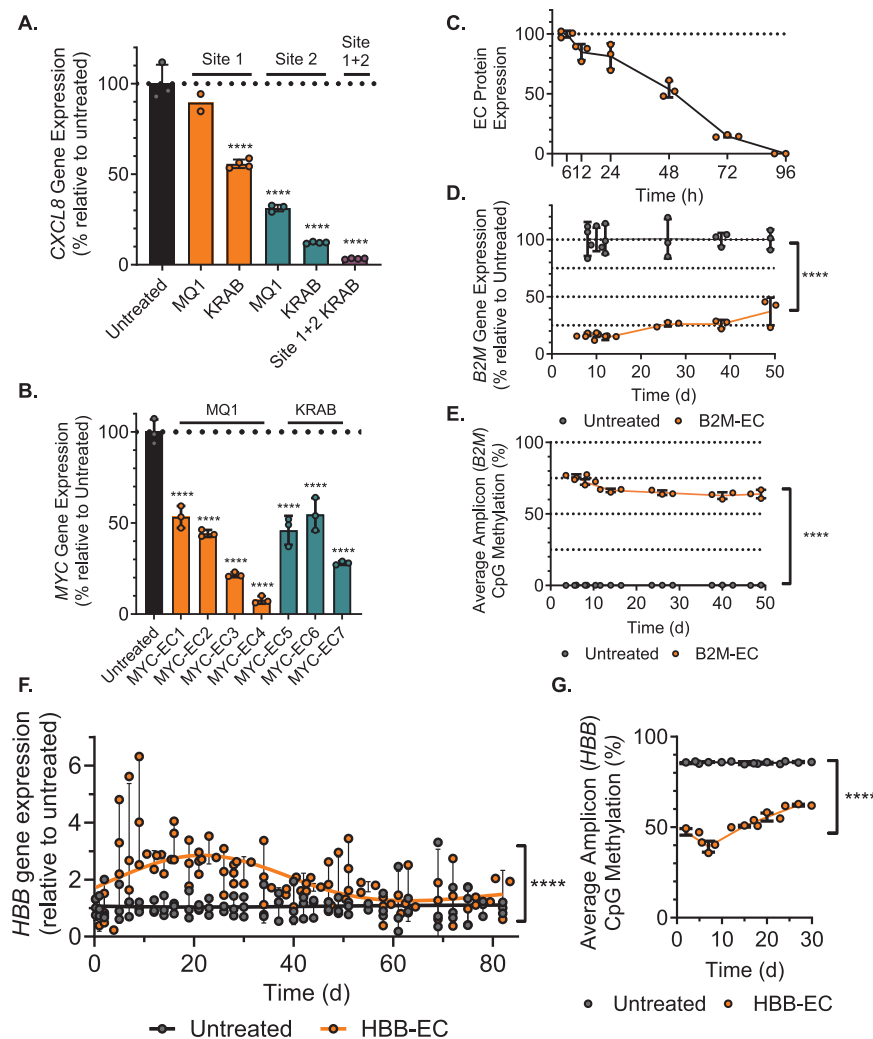 A.
CXCL8 Gene Expression
(% relative to untreated)
Site 1
Site 2
Site
1+2
100
50
0
****
****
****
****
Untreated
MQ1
KRAB
MQ1
KRAB
Site 1+2 KRAB
B.
MYC Gene Expression
(% relative to Untreated)
MQ1
KRAB
100
50
0
****
****
****
****
****
****
****
Untreated
MYC-EC1
MYC-EC2
MYC-EC3
MYC-EC4
MYC-EC5
MYC-EC6
MYC-EC7
C.
EC Protein
Expression
100
50
0
6 12 24 48 72 96
Time (h)
D.
B2M Gene Expression
(% relative to Untreated)
100
50
0
0 10 20 30 40 50
Time (d)
****
Untreated B2M-EC
E.
Average Amplicon (B2M)
CpG Methylation (%)
100
50
0
0 10 20 30 40 50
Time (d)
****
Untreated B2M-EC
F.
HBB gene expression
(relative to untreated)
6
4
2
0
0 20 40 60 80
Time (d)
****
Untreated HBB-EC
G.
Average Amplicon (HBB)
CpG Methylation (%)
100
50
0
0 10 20 30
Time (d)
****
Untreated HBB-EC